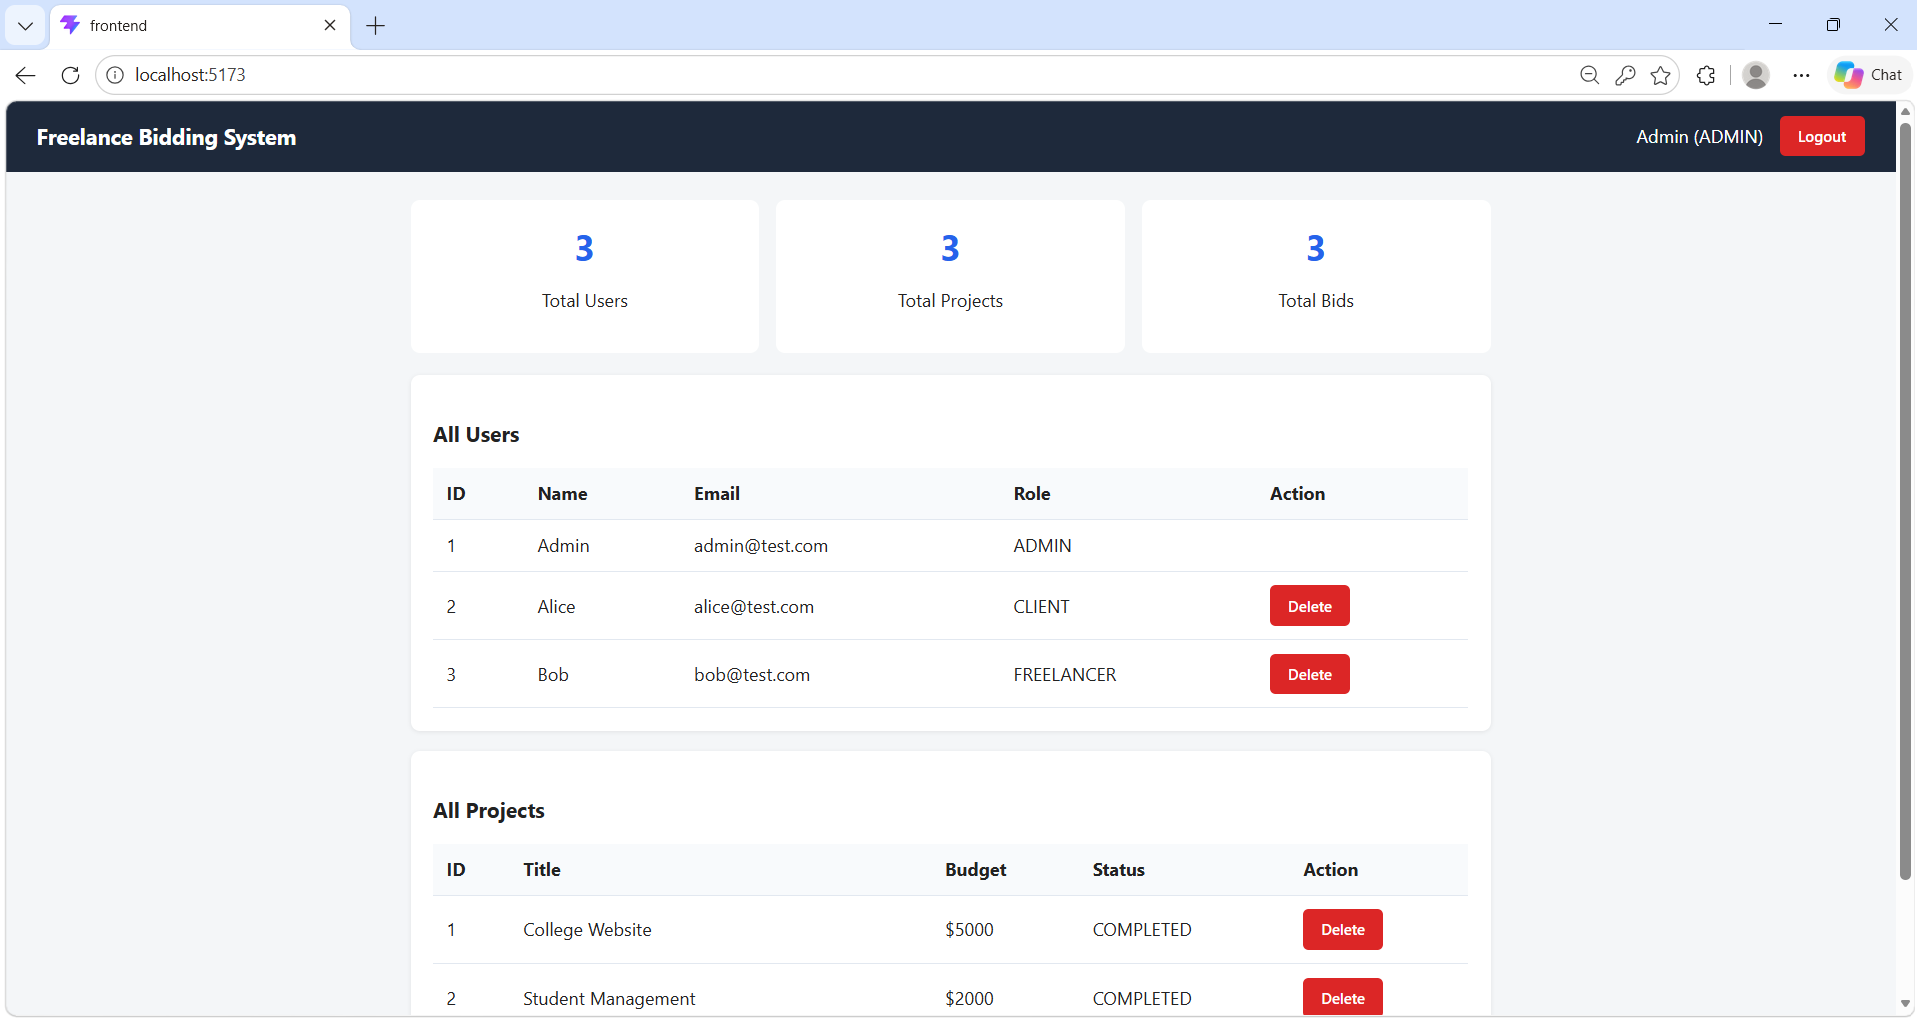 frontend
localhost:5173
Chat
Freelance Bidding System
Admin (ADMIN)
Logout
3
3
3
Total Users
Total Projects
Total Bids
All Users
ID Name Email Role Action
1 Admin admin@test.com ADMIN
2 Alice alice@test.com CLIENT Delete
3 Bob bob@test.com FREELANCER Delete
All Projects
ID Title Budget Status Action
1 College Website $5000 COMPLETED Delete
2 Student Management $2000 COMPLETED Delete